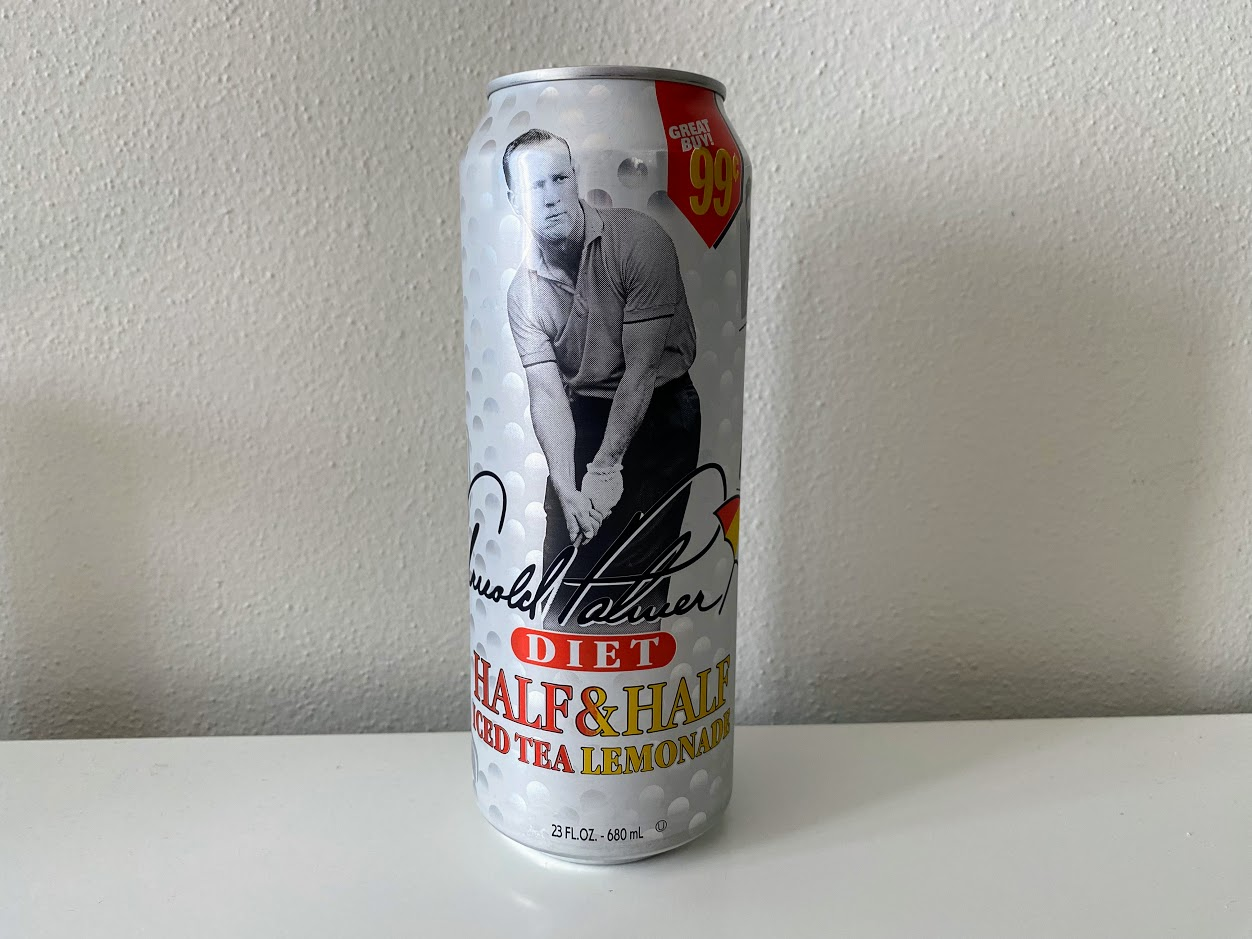 GREAT
BUY!
99¢
Arnold Palmer
DIET
HALF & HALF
ICED TEA LEMONADE
23 FL.OZ. - 680 mL U